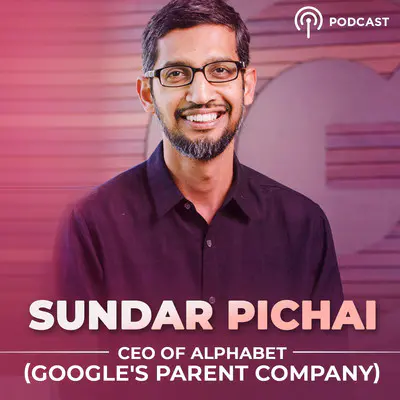 PODCAST
SUNDAR PICHAI
CEO OF ALPHABET
(GOOGLE'S PARENT COMPANY)